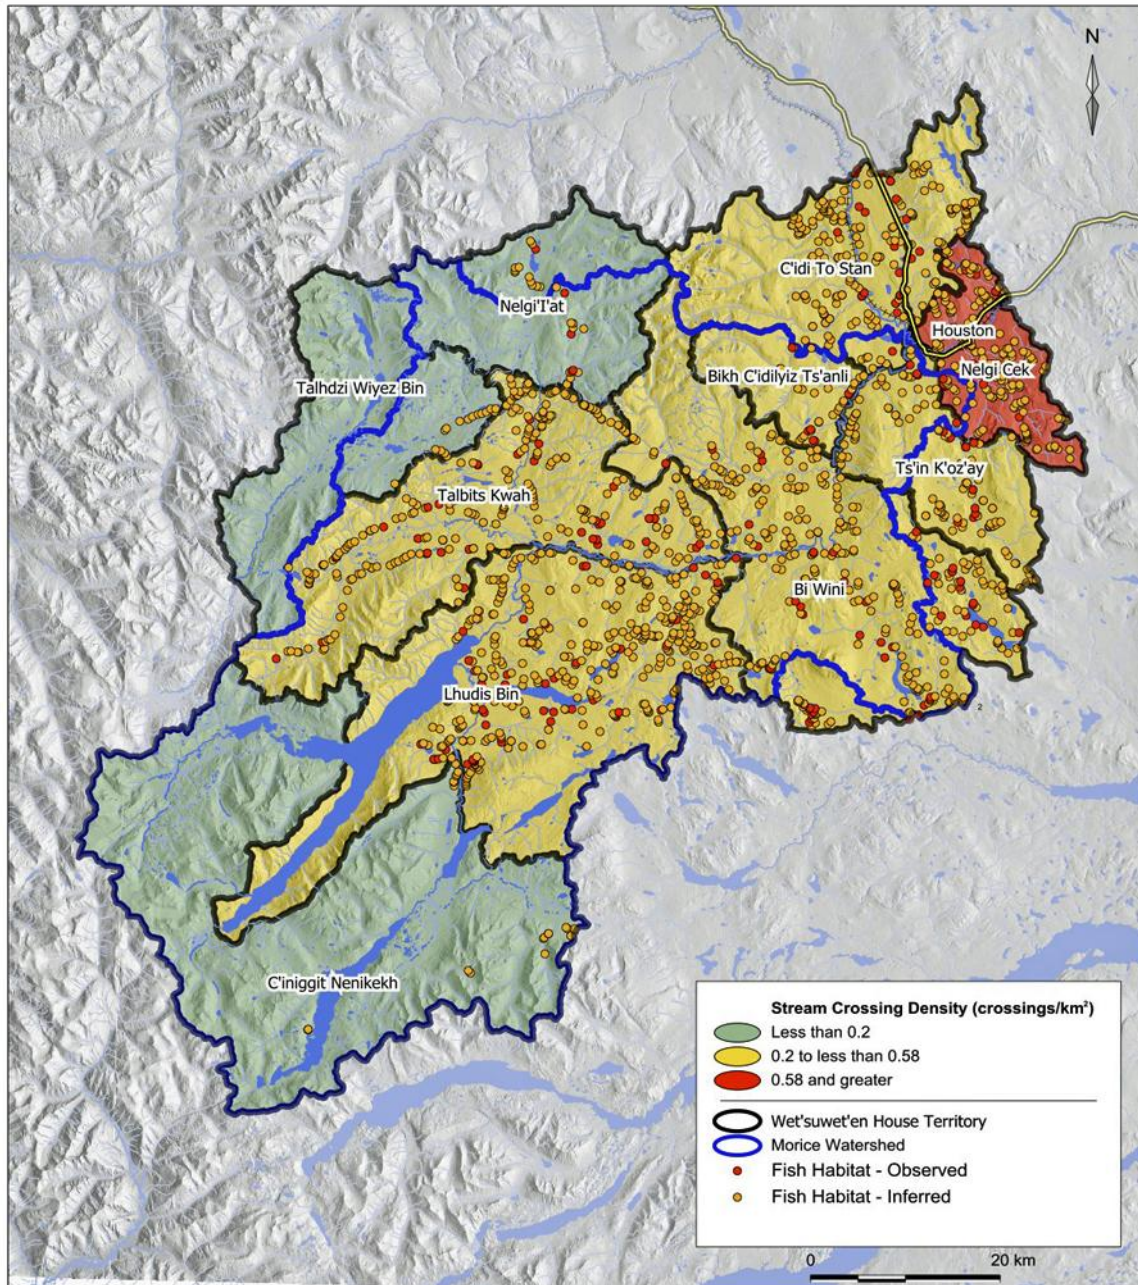 N
C'idi To Stan
Nelgi'l'at
Houston
Nelgi Cek
Bikh C'idilyiz Ts'anli
Talhdzi Wiyez Bin
Ts'in K'oz'ay
Talbits Kwah
Bi Wini
Lhudis Bin
2
C'iniggit Nenikekh
Stream Crossing Density (crossings/km²)
Less than 0.2
0.2 to less than 0.58
0.58 and greater
Wet'suwet'en House Territory
Morice Watershed
Fish Habitat - Observed
Fish Habitat - Inferred
0 20 km